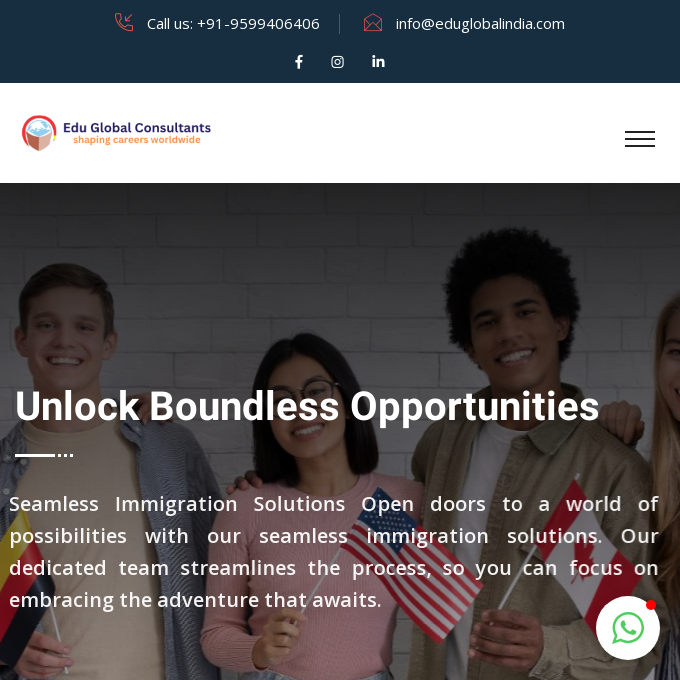 Call us: +91-9599406406
info@eduglobalindia.com
Edu Global Consultants
shaping careers worldwide
Unlock Boundless Opportunities
Seamless Immigration Solutions Open doors to a world of
possibilities with our seamless immigration solutions. Our
dedicated team streamlines the process, so you can focus on
embracing the adventure that awaits.